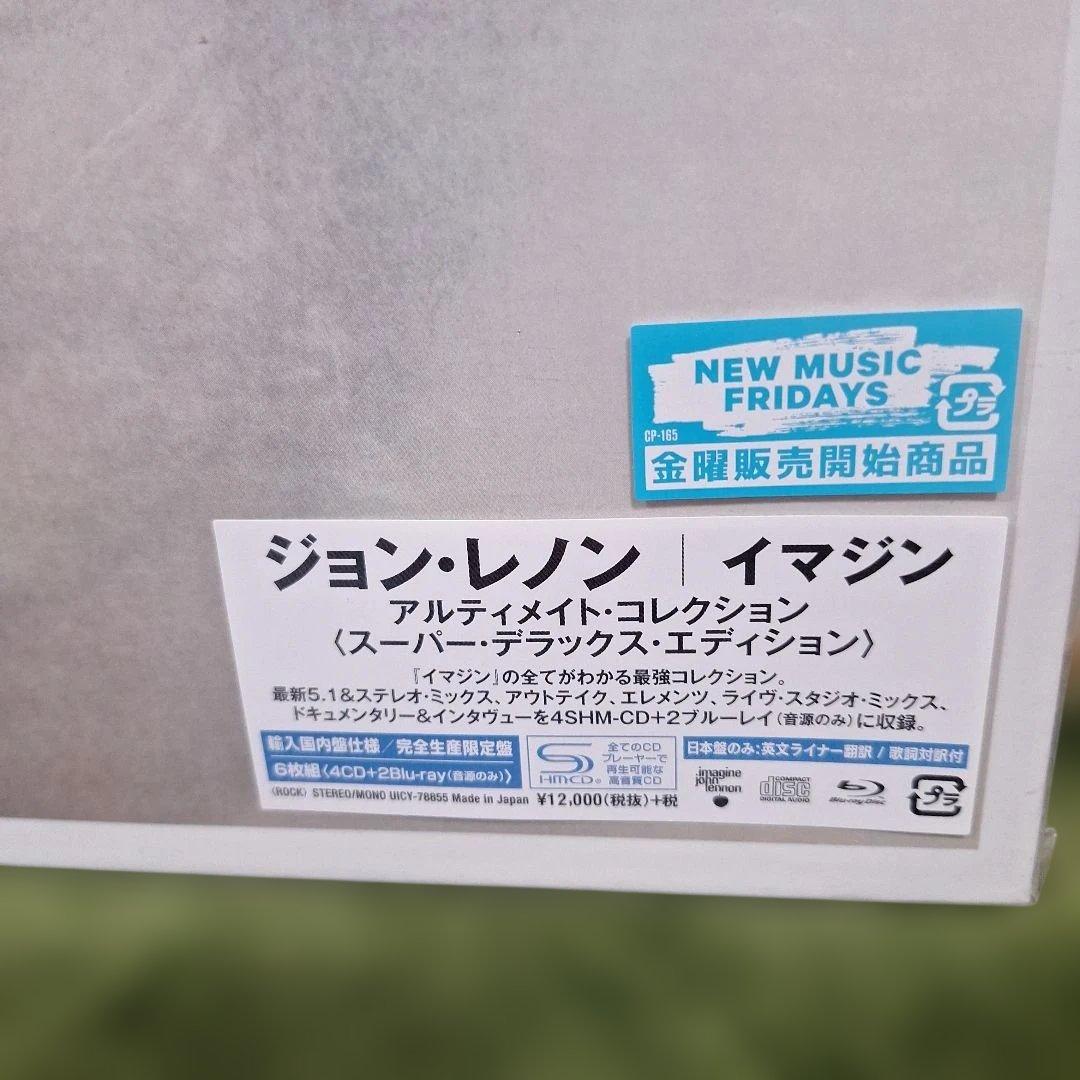 NEW MUSIC
FRIDAYS
プラ
CP-165
金曜販売開始商品
ジョン・レノン｜イマジン
アルティメイト・コレクション
〈スーパー・デラックス・エディション〉
『イマジン』の全てがわかる最強コレクション。
最新5.1&ステレオ・ミックス、アウトテイク、エレメンツ、ライヴ・スタジオ・ミックス、
ドキュメンタリー&インタヴューを4SHM-CD+2ブルーレイ(音源のみ)に収録。
輸入国内盤仕様／完全生産限定盤
6枚組〈4CD+2Blu-ray(音源のみ)〉
HMCD®
全てのCD
プレーヤーで
再生可能な
高音質CD
日本盤のみ:英文ライナー翻訳 / 歌詞対訳付
imagine
john
lennon
COMPACT
disc
DIGITAL AUDIO
Blu-ray Disc
プラ
〈ROCK〉 STEREO/MONO UICY-78855 Made in Japan ¥12,000(税抜)+税